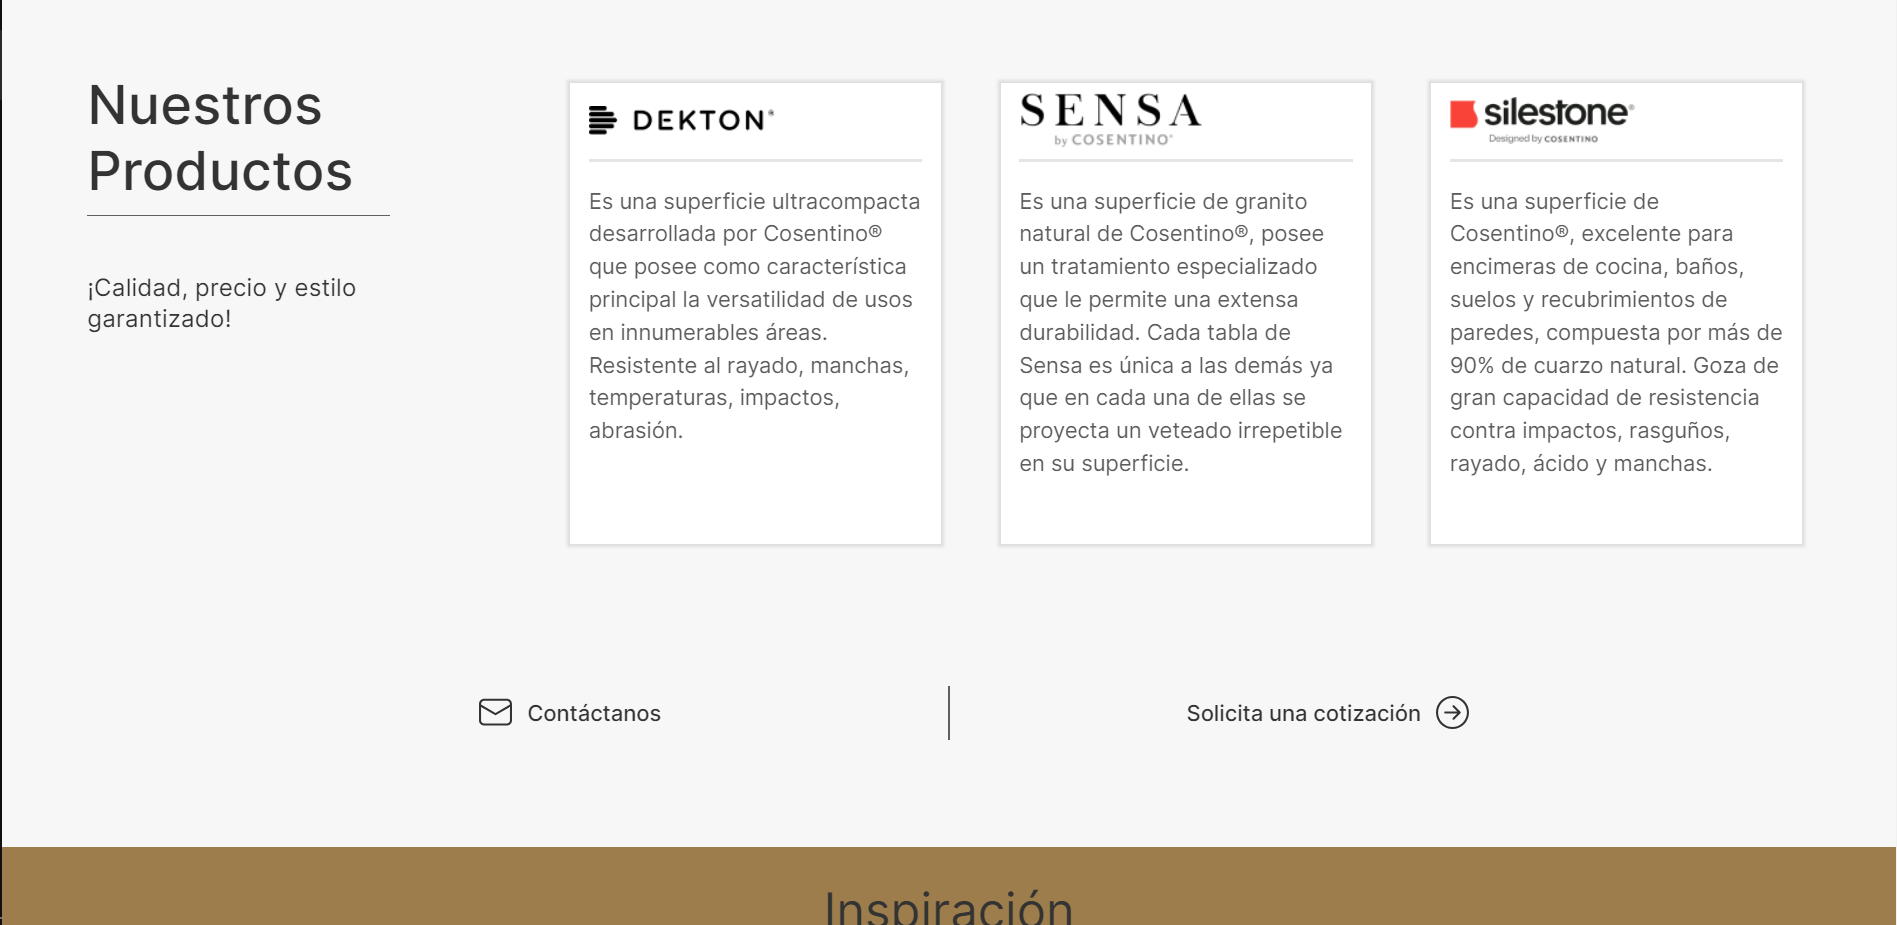 Nuestros
Productos
¡Calidad, precio y estilo
garantizado!
DEKTON®
Es una superficie ultracompacta
desarrollada por Cosentino®
que posee como característica
principal la versatilidad de usos
en innumerables áreas.
Resistente al rayado, manchas,
temperaturas, impactos,
abrasión.
SENSA
by COSENTINO®
Es una superficie de granito
natural de Cosentino®, posee
un tratamiento especializado
que le permite una extensa
durabilidad. Cada tabla de
Sensa es única a las demás ya
que en cada una de ellas se
proyecta un veteado irrepetible
en su superficie.
silestone®
Designed by COSENTINO
Es una superficie de
Cosentino®, excelente para
encimeras de cocina, baños,
suelos y recubrimientos de
paredes, compuesta por más de
90% de cuarzo natural. Goza de
gran capacidad de resistencia
contra impactos, rasguños,
rayado, ácido y manchas.
Contáctanos
Solicita una cotización
Inspiración